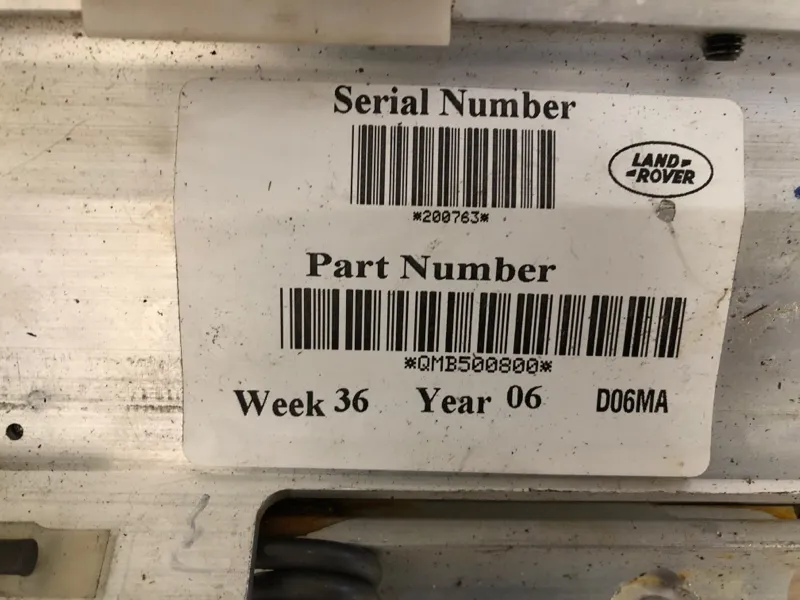 Serial Number
*200763*
LAND-
-ROVER
Part Number
*QMB500800*
Week 36 Year 06 D06MA